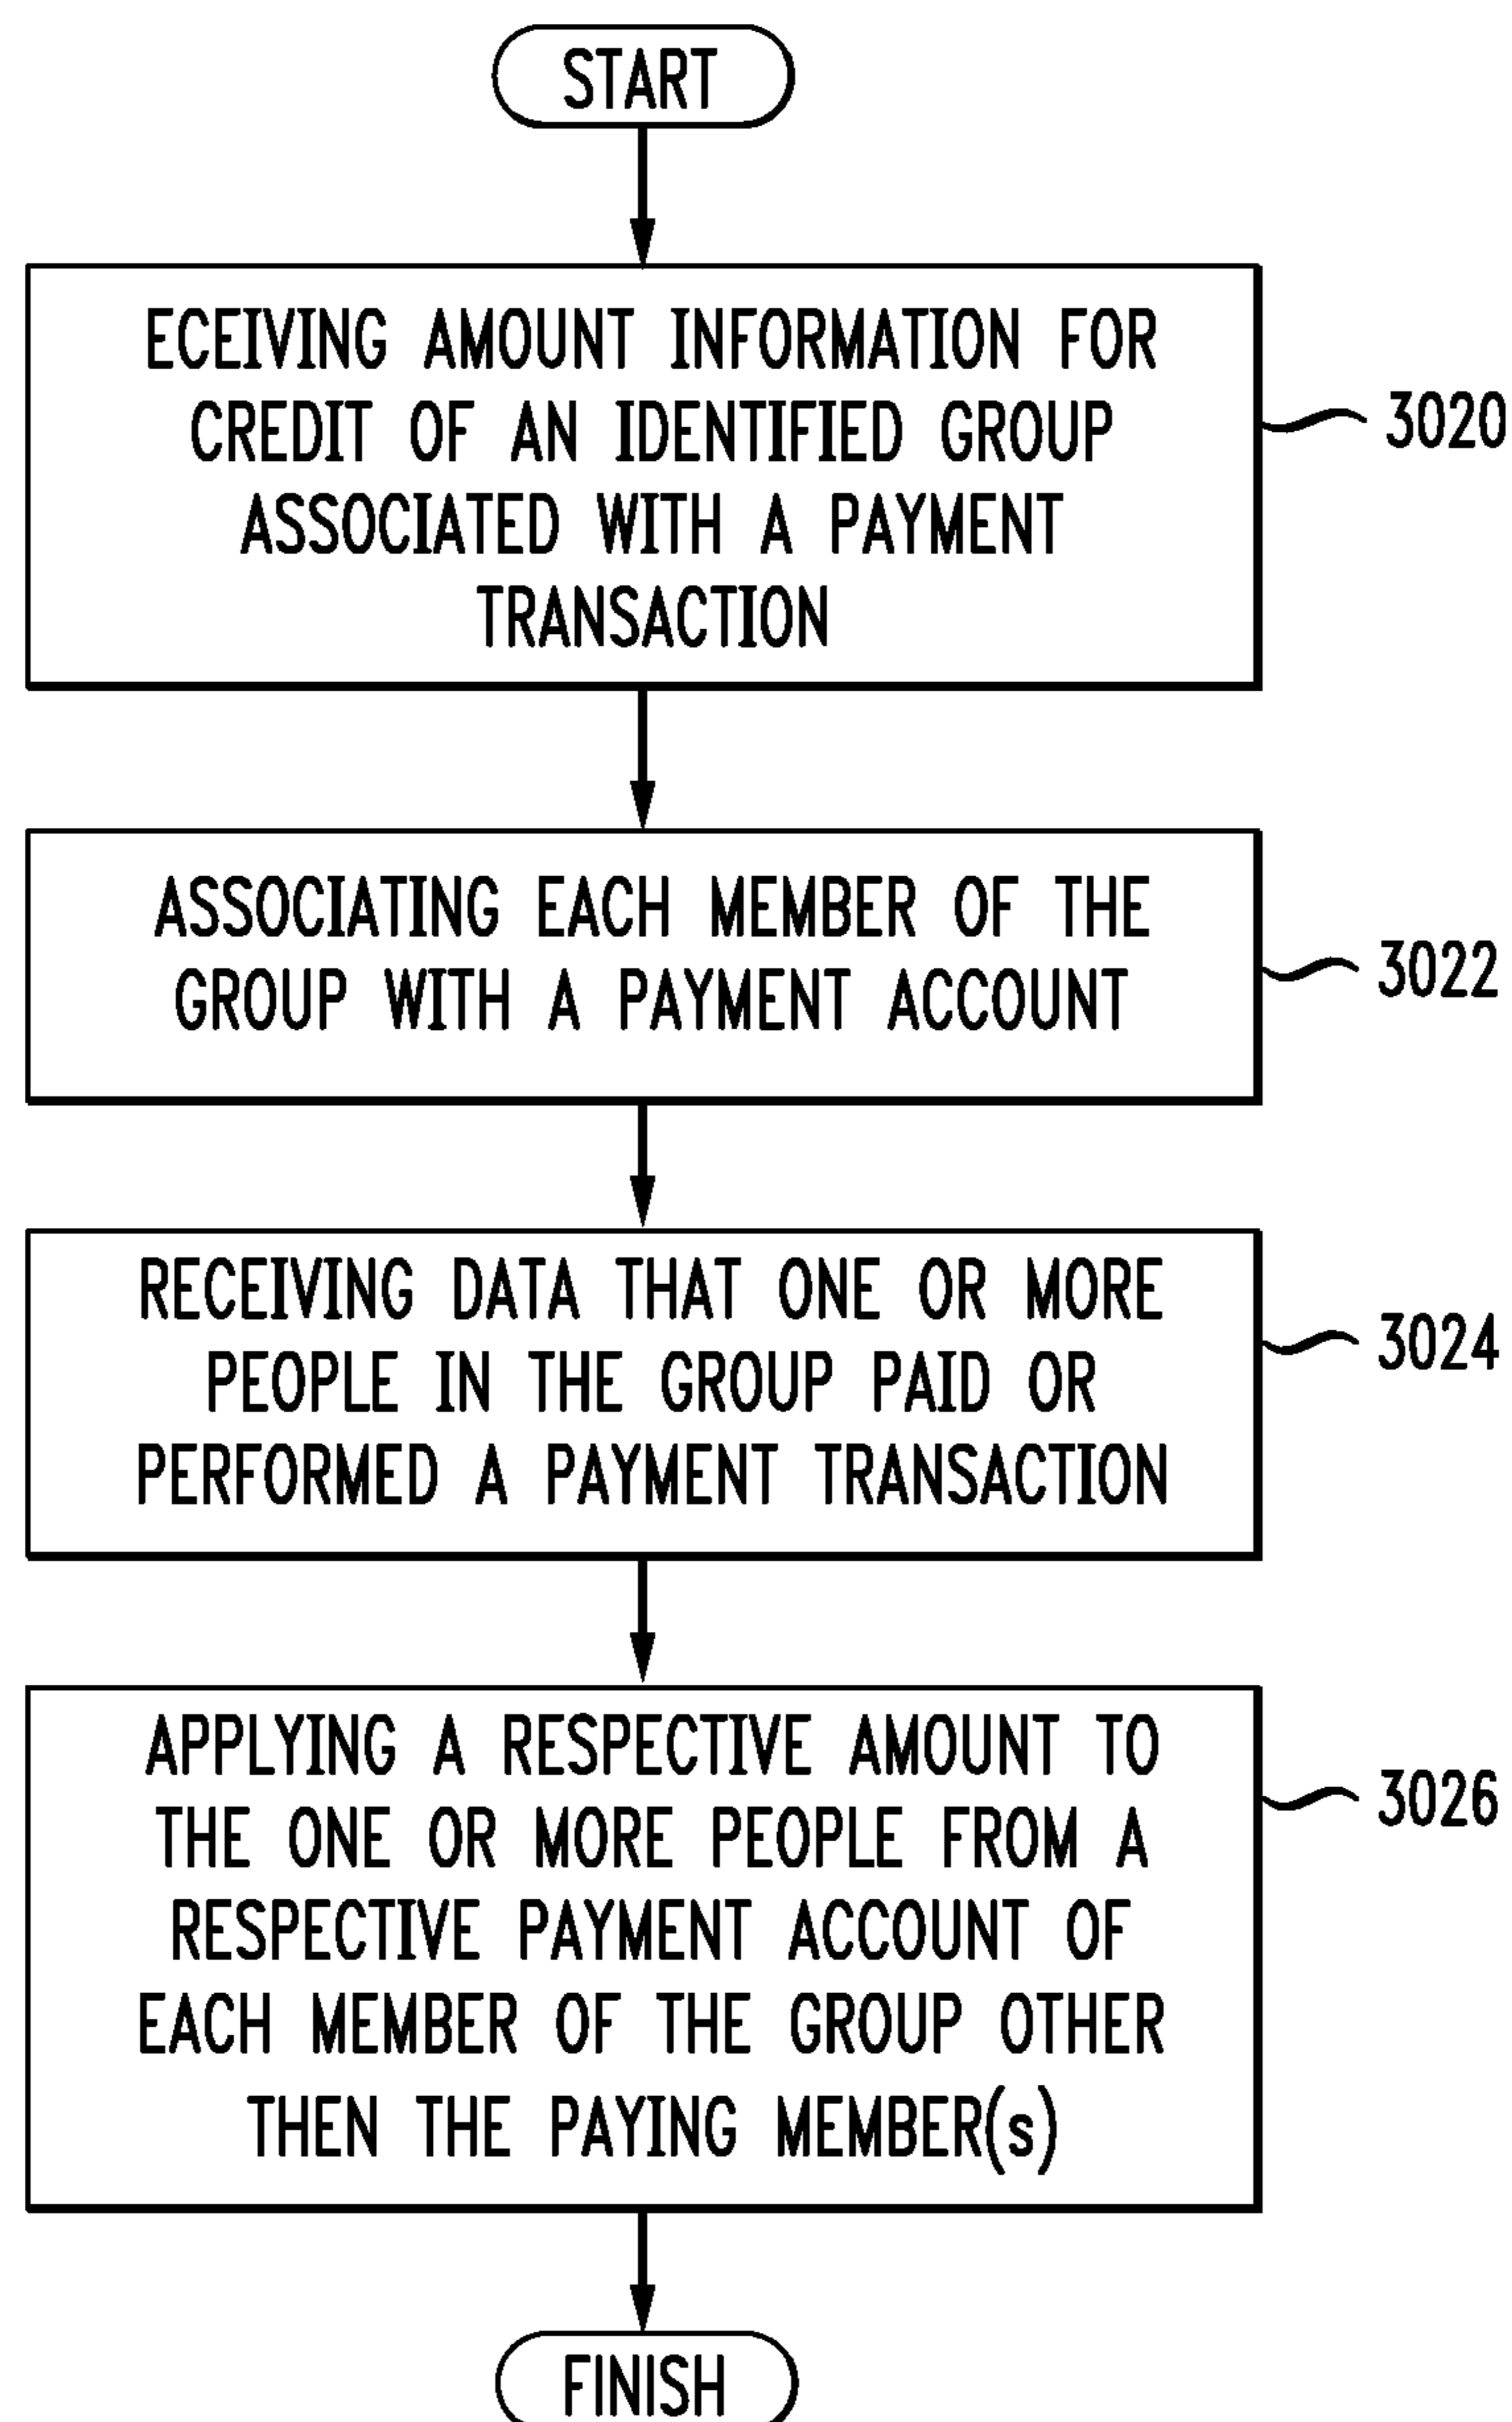 START
ECEIVING AMOUNT INFORMATION FOR
CREDIT OF AN IDENTIFIED GROUP
ASSOCIATED WITH A PAYMENT
TRANSACTION
3020
ASSOCIATING EACH MEMBER OF THE
GROUP WITH A PAYMENT ACCOUNT
3022
RECEIVING DATA THAT ONE OR MORE
PEOPLE IN THE GROUP PAID OR
PERFORMED A PAYMENT TRANSACTION
3024
APPLYING A RESPECTIVE AMOUNT TO
THE ONE OR MORE PEOPLE FROM A
RESPECTIVE PAYMENT ACCOUNT OF
EACH MEMBER OF THE GROUP OTHER
THEN THE PAYING MEMBER(s)
3026
FINISH